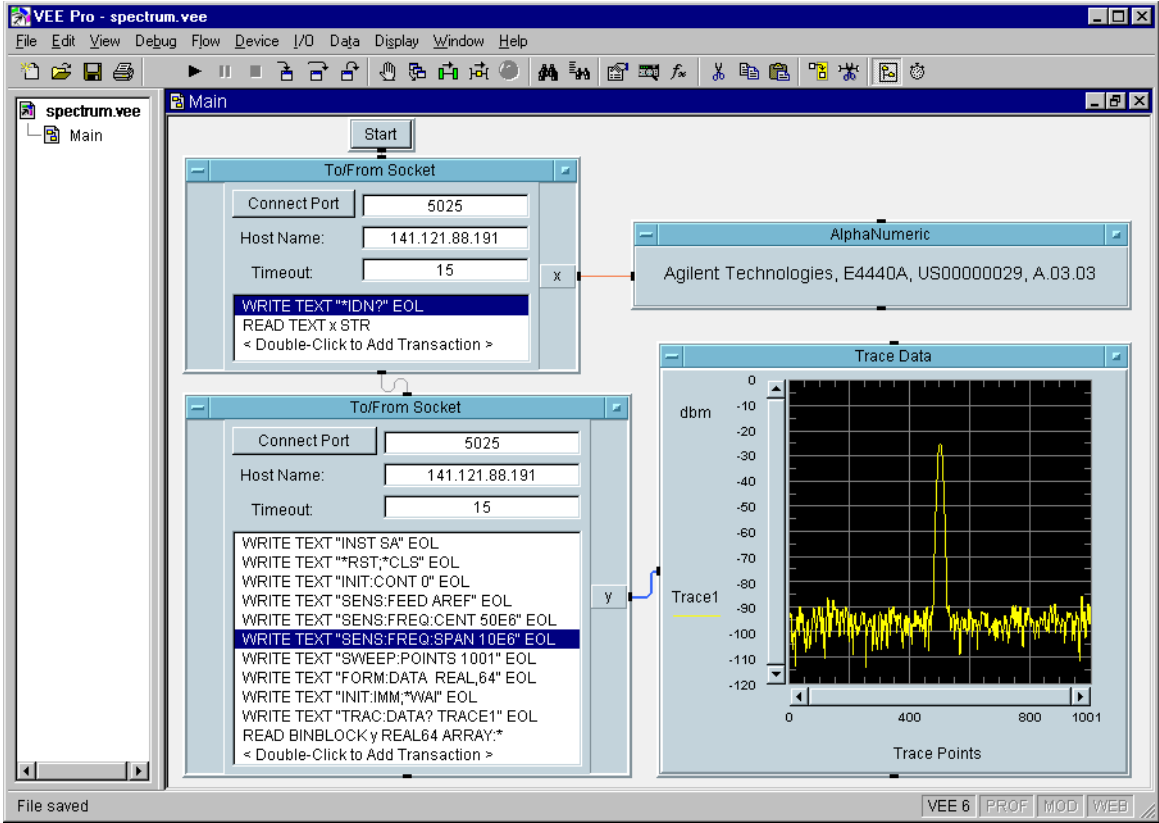 VEE Pro - spectrum.vee
File Edit View Debug Flow Device I/O Data Display Window Help
spectrum.vee
Main
Main
Start
To/From Socket
Connect Port 5025
Host Name: 141.121.88.191
Timeout: 15
x
WRITE TEXT "*IDN?" EOL
READ TEXT x STR
< Double-Click to Add Transaction >
AlphaNumeric
Agilent Technologies, E4440A, US00000029, A.03.03
To/From Socket
Connect Port 5025
Host Name: 141.121.88.191
Timeout: 15
WRITE TEXT "INST SA" EOL
WRITE TEXT "*RST;*CLS" EOL
WRITE TEXT "INIT:CONT 0" EOL
WRITE TEXT "SENS:FEED AREF" EOL
WRITE TEXT "SENS:FREQ:CENT 50E6" EOL
WRITE TEXT "SENS:FREQ:SPAN 10E6" EOL
WRITE TEXT "SWEEP:POINTS 1001" EOL
WRITE TEXT "FORM:DATA  REAL,64" EOL
WRITE TEXT "INIT:IMM;*WAI" EOL
WRITE TEXT "TRAC:DATA? TRACE1" EOL
READ BINBLOCK y REAL64 ARRAY:*
< Double-Click to Add Transaction >
y
Trace Data
dbm
Trace1
0
-10
-20
-30
-40
-50
-60
-70
-80
-90
-100
-110
-120
0 400 800 1001
Trace Points
File saved
VEE 6 PROF MOD WEB